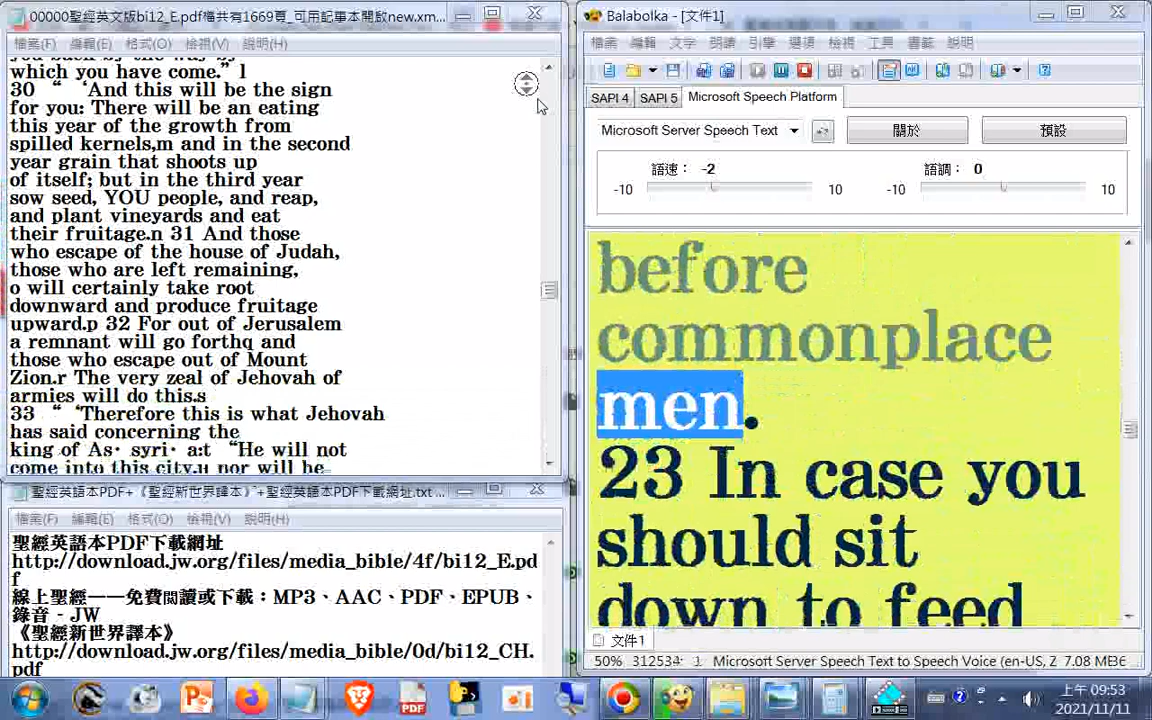 00000聖經英文版bi12_E.pdf檔共有1669頁_可用記事本開啟new.xm...
檔案(F) 編輯(E) 格式(O) 檢視(V) 說明(H)
which you have come.” l
30 “ ‘And this will be the sign
for you: There will be an eating
this year of the growth from
spilled kernels,m and in the second
year grain that shoots up
of itself; but in the third year
sow seed, YOU people, and reap,
and plant vineyards and eat
their fruitage.n 31 And those
who escape of the house of Judah,
those who are left remaining,
o will certainly take root
downward and produce fruitage
upward.p 32 For out of Jerusalem
a remnant will go forthq and
those who escape out of Mount
Zion.r The very zeal of Jehovah of
armies will do this.s
33 “ ‘Therefore this is what Jehovah
has said concerning the
king of As· syri· a:t “He will not
come into this city,u nor will he
聖經英語本PDF+《聖經新世界譯本》+聖經英語本PDF下載網址.txt ...
檔案(F) 編輯(E) 格式(O) 檢視(V) 說明(H)
聖經英語本PDF下載網址
http://download.jw.org/files/media_bible/4f/bi12_E.pd
f
線上聖經——免費閱讀或下載：MP3、AAC、PDF、EPUB、
錄音 - JW
《聖經新世界譯本》
http://download.jw.org/files/media_bible/0d/bi12_CH.
pdf
Balabolka - [文件1]
檔案 編輯 文字 朗讀 引擎 選項 檢視 工具 書籤 說明
SAPI 4 SAPI 5 Microsoft Speech Platform
Microsoft Server Speech Text 關於 預設
語速： -2 語調： 0
-10 10 -10 10
before
commonplace
men.
23 In case you
should sit
down to feed
文件1
50% 312534: 1 Microsoft Server Speech Text to Speech Voice (en-US, Z 7.08 MB
上午 09:53
2021/11/11